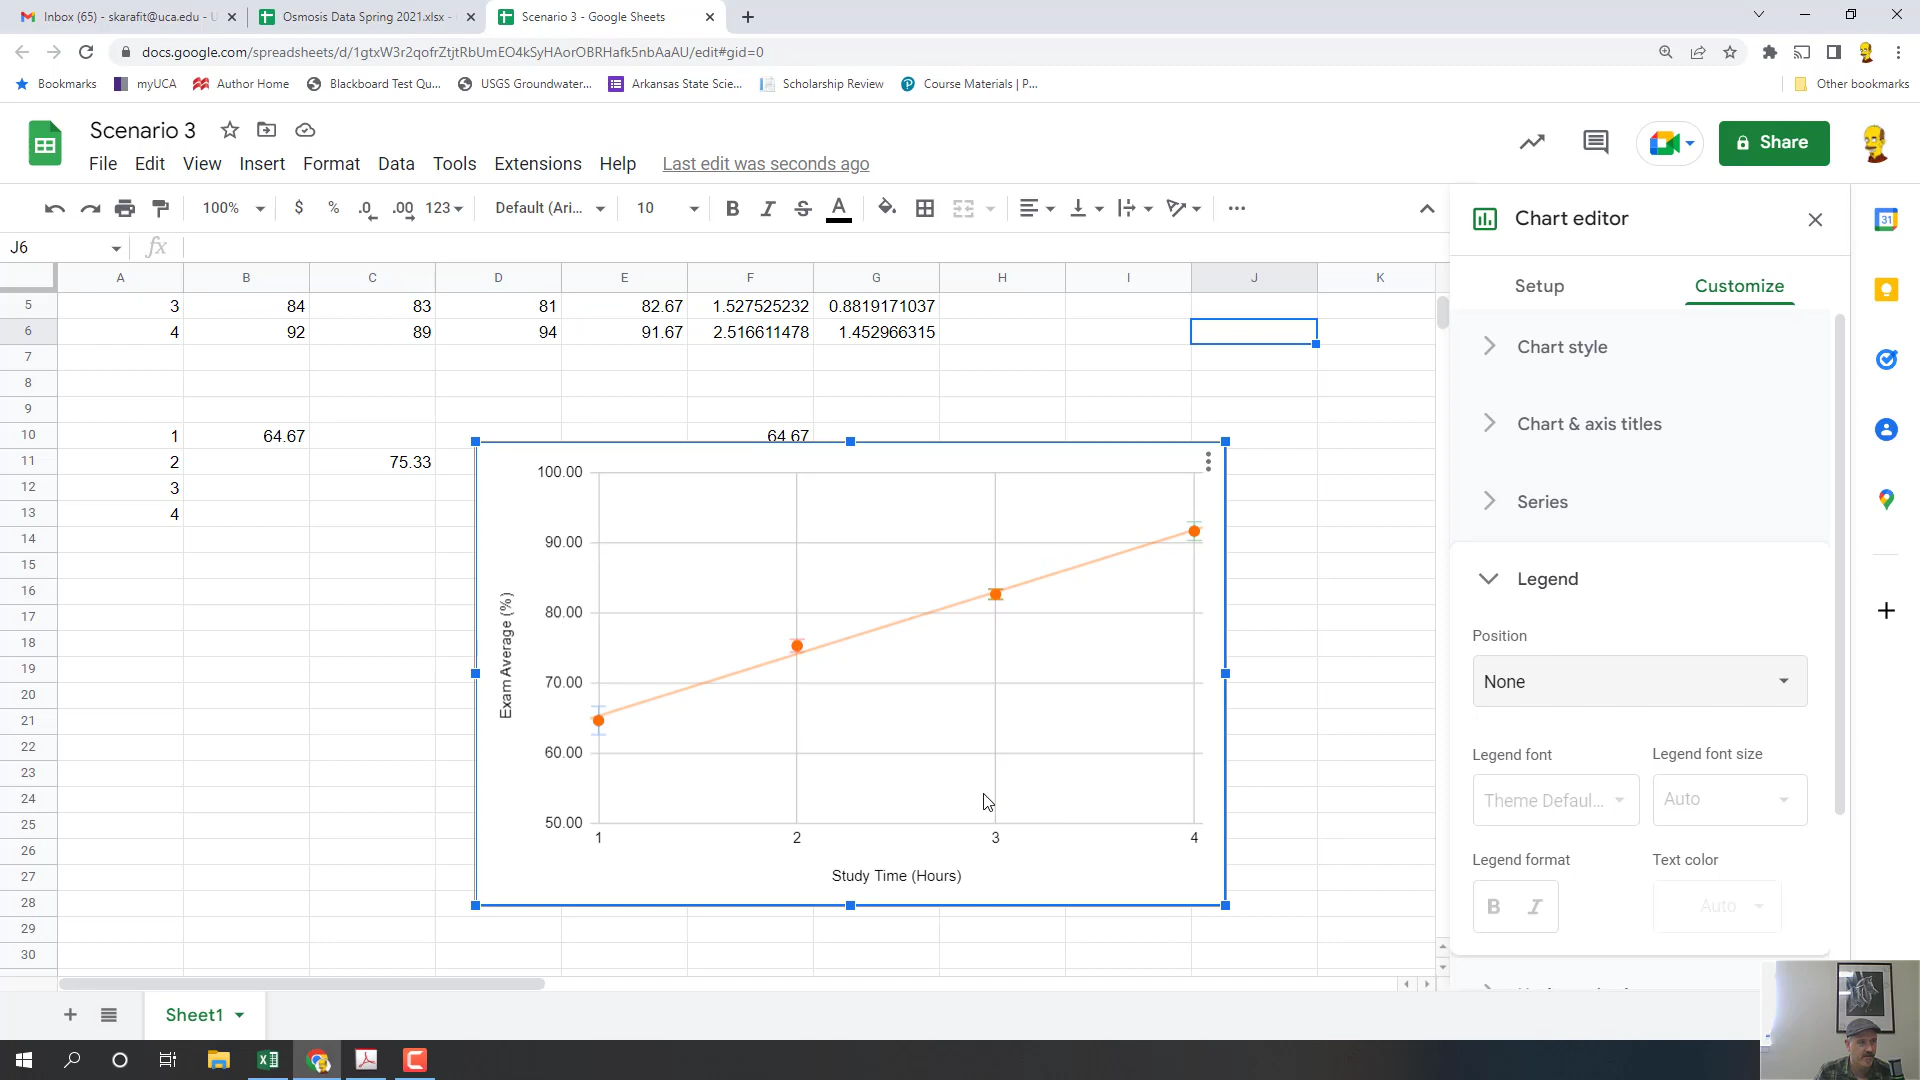 Inbox (65) - skarafit@uca.edu - U
Osmosis Data Spring 2021.xlsx -
Scenario 3 - Google Sheets
docs.google.com/spreadsheets/d/1gtxW3r2qofrZtjtRbUmEO4kSyHAorOBRHafk5nbAaAU/edit#gid=0
Bookmarks myUCA Author Home Blackboard Test Qu... USGS Groundwater... Arkansas State Scie... Scholarship Review Course Materials | P... Other bookmarks
Scenario 3
Share
File Edit View Insert Format Data Tools Extensions Help Last edit was seconds ago
100% $ % .0 .00 123 Default (Ari... 10 B I S A ...
J6 fx
A B C D E F G H I J K
5 3 84 83 81 82.67 1.527525232 0.8819171037
6 4 92 89 94 91.67 2.516611478 1.452966315
7
8
9
10 1 64.67 64.67
11 2 75.33
12 3
13 4
14
15
16
17
18
19
20
21
22
23
24
25
26
27
28
29
30
100.00
90.00
80.00
70.00
60.00
50.00
Exam Average (%)
1 2 3 4
Study Time (Hours)
Chart editor
Setup Customize
Chart style
Chart & axis titles
Series
Legend
Position
None
Legend font Legend font size
Theme Defaul... Auto
Legend format Text color
B I Auto
31
Sheet1